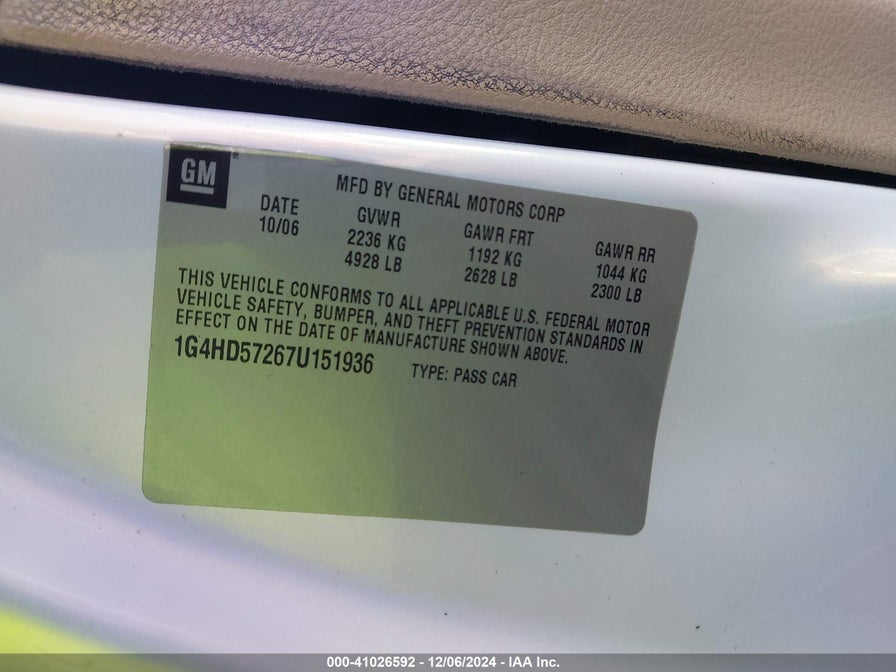 GM
MFD BY GENERAL MOTORS CORP
DATE GVWR GAWR FRT GAWR RR
10/06 2236 KG 1192 KG 1044 KG
4928 LB 2628 LB 2300 LB
THIS VEHICLE CONFORMS TO ALL APPLICABLE U.S. FEDERAL MOTOR
VEHICLE SAFETY, BUMPER, AND THEFT PREVENTION STANDARDS IN
EFFECT ON THE DATE OF MANUFACTURE SHOWN ABOVE.
1G4HD57267U151936 TYPE: PASS CAR
000-41026592 - 12/06/2024 - IAA Inc.